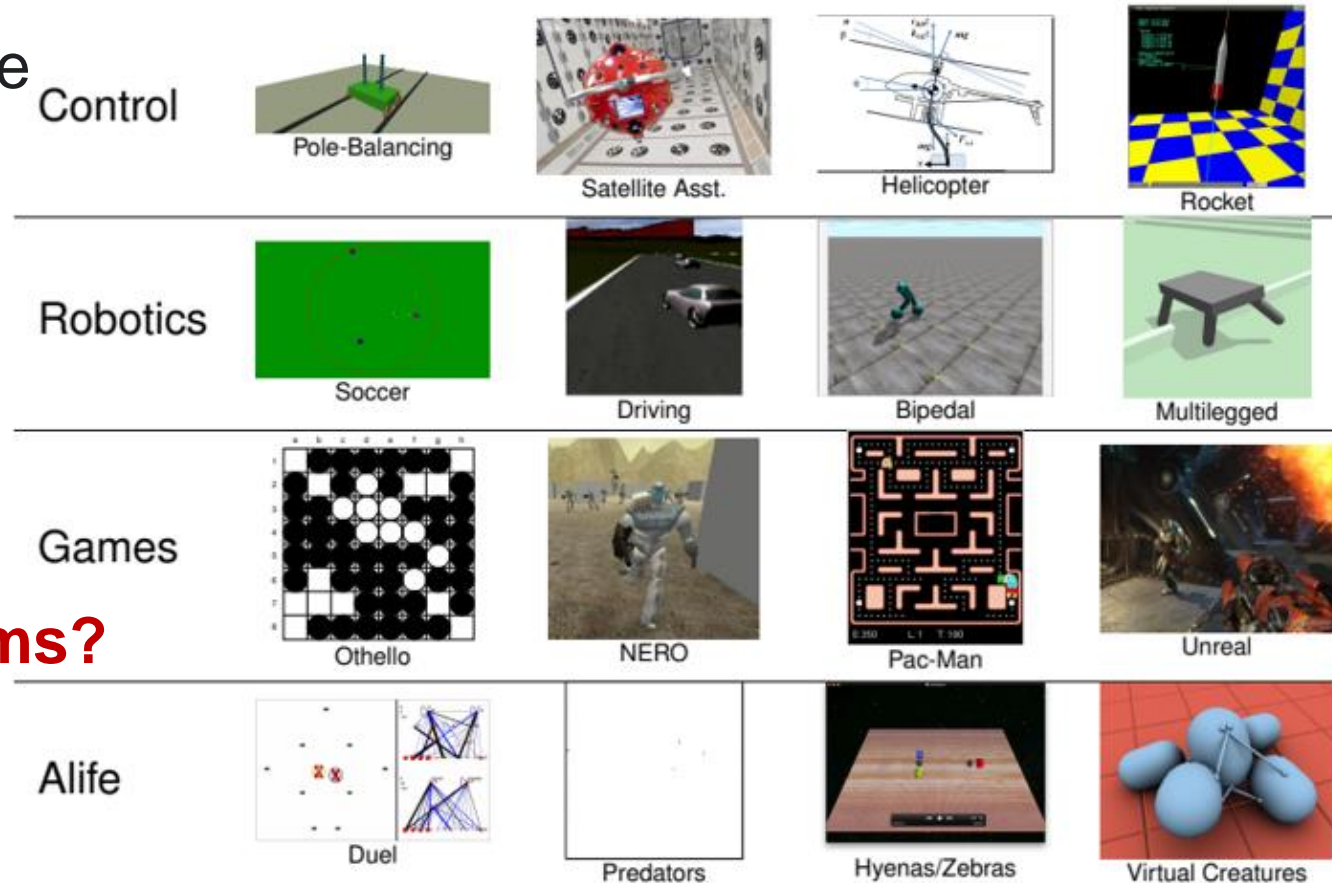 e
Control
Pole-Balancing
Satellite Asst.
Helicopter
Rocket
Robotics
Soccer
Driving
Bipedal
Multilegged
Games
ms?
Othello
NERO
Pac-Man
Unreal
Alife
Duel
Predators
Hyenas/Zebras
Virtual Creatures